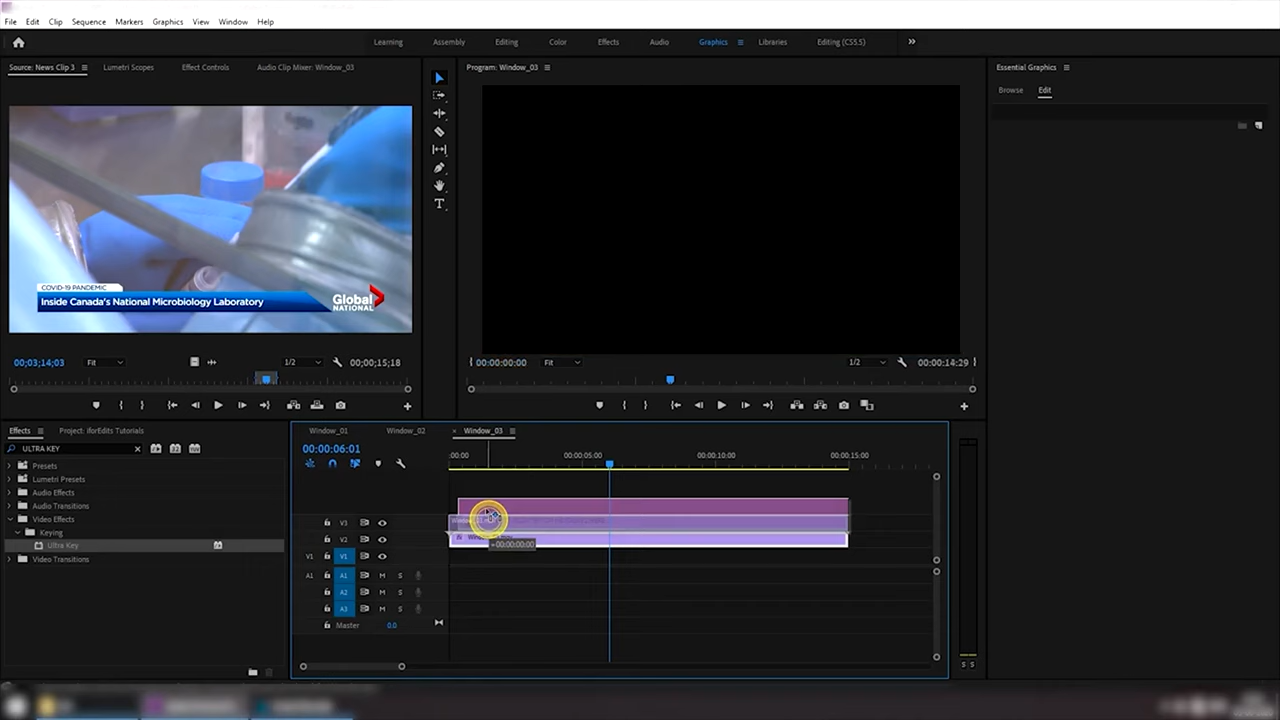 File Edit Clip Sequence Markers Graphics View Window Help
Learning Assembly Editing Color Effects Audio Graphics Libraries Editing (CS5.5)
Source: News Clip 3 Lumetri Scopes Effect Controls Audio Clip Mixer: Window_03
Program: Window_03
Essential Graphics
Browse Edit
COVID-19 PANDEMIC
Inside Canada's National Microbiology Laboratory
Global
NATIONAL
T
00;03;14;03 Fit 1/2 00;00;15;18
00:00:00:00 Fit 1/2 00:00:14:29
Effects Project: iforEdits Tutorials
ULTRA KEY
Presets
Lumetri Presets
Audio Effects
Audio Transitions
Video Effects
Keying
Ultra Key
Video Transitions
Window_01 Window_02 Window_03
00:00:06:01
:00:00 00:00:05:00 00:00:10:00 00:00:15:00
V3
V2
+00:00:00:00
V1 V1
A1 A1 M S
A2 M S
A3 M S
Master 0.0
S S